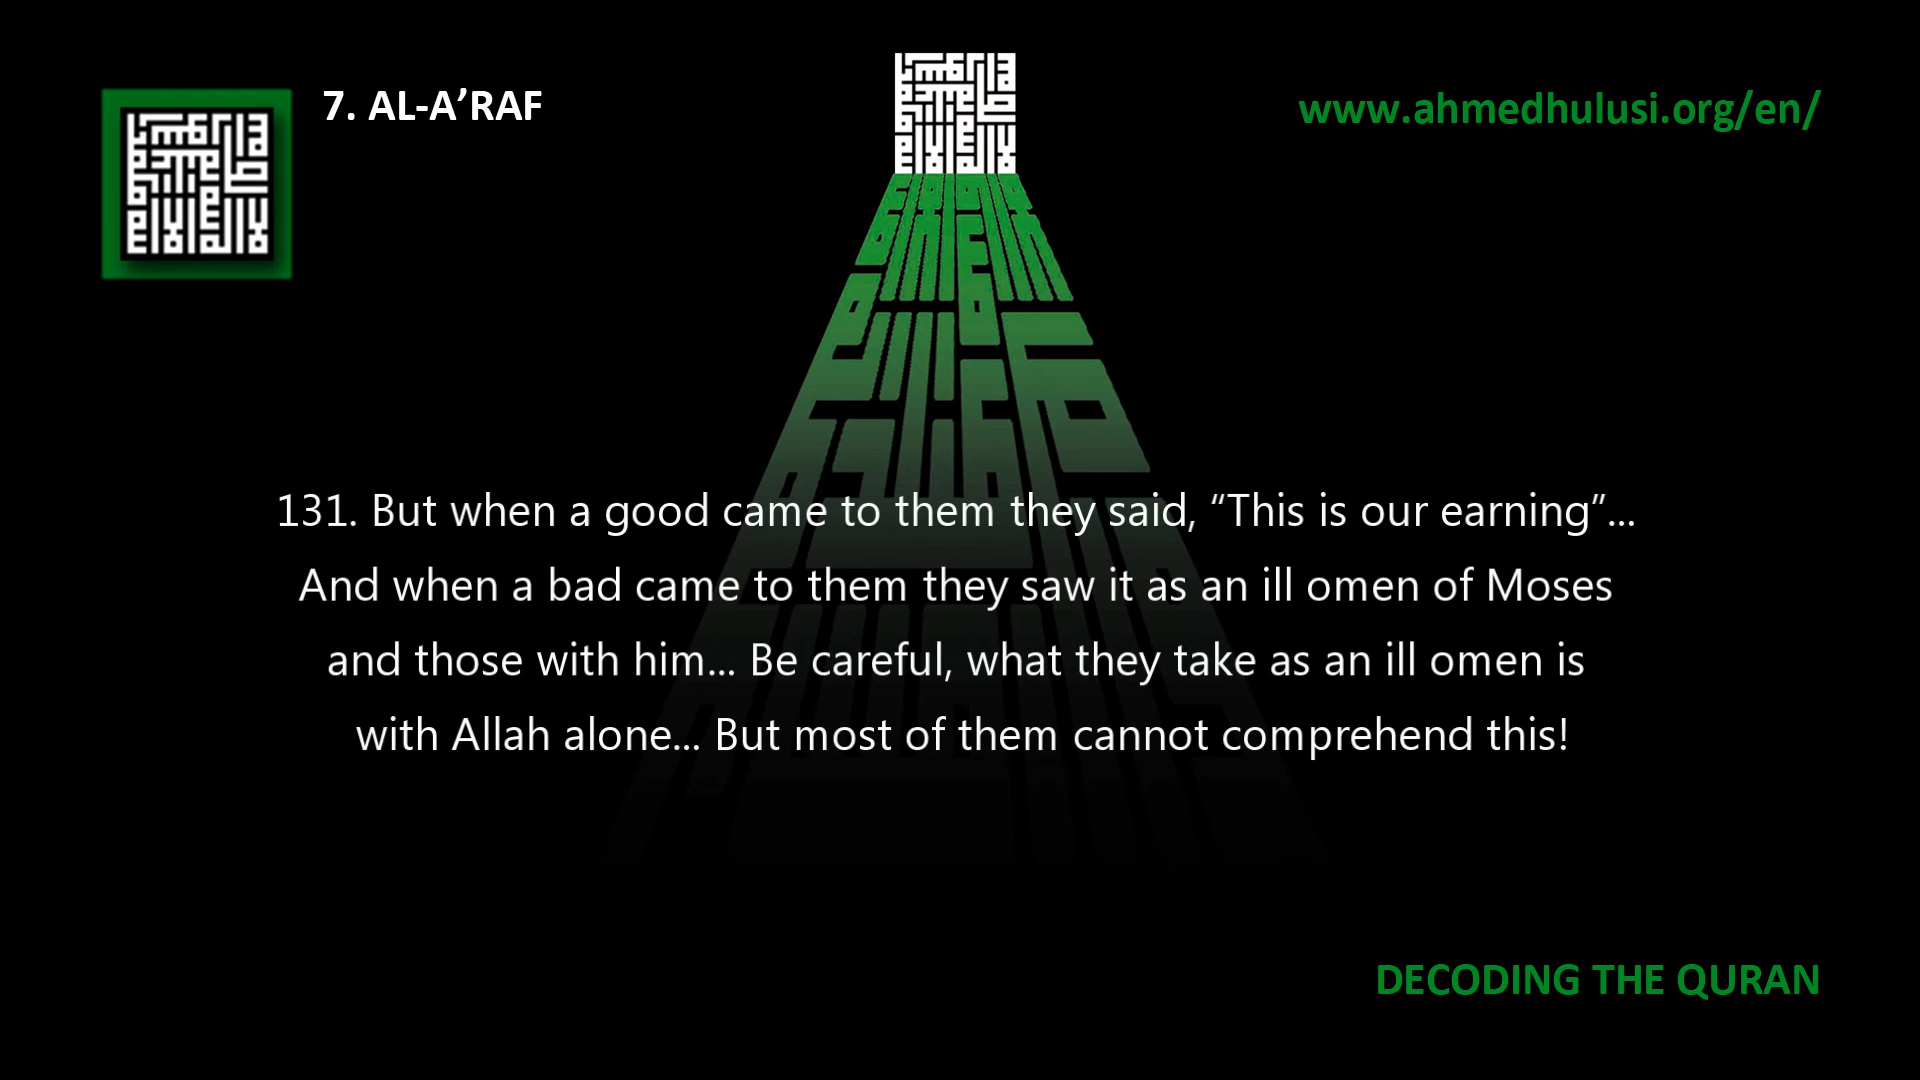 7. AL-A’RAF
www.ahmedhulusi.org/en/
131. But when a good came to them they said, “This is our earning”...
And when a bad came to them they saw it as an ill omen of Moses
and those with him... Be careful, what they take as an ill omen is
with Allah alone... But most of them cannot comprehend this!
DECODING THE QURAN